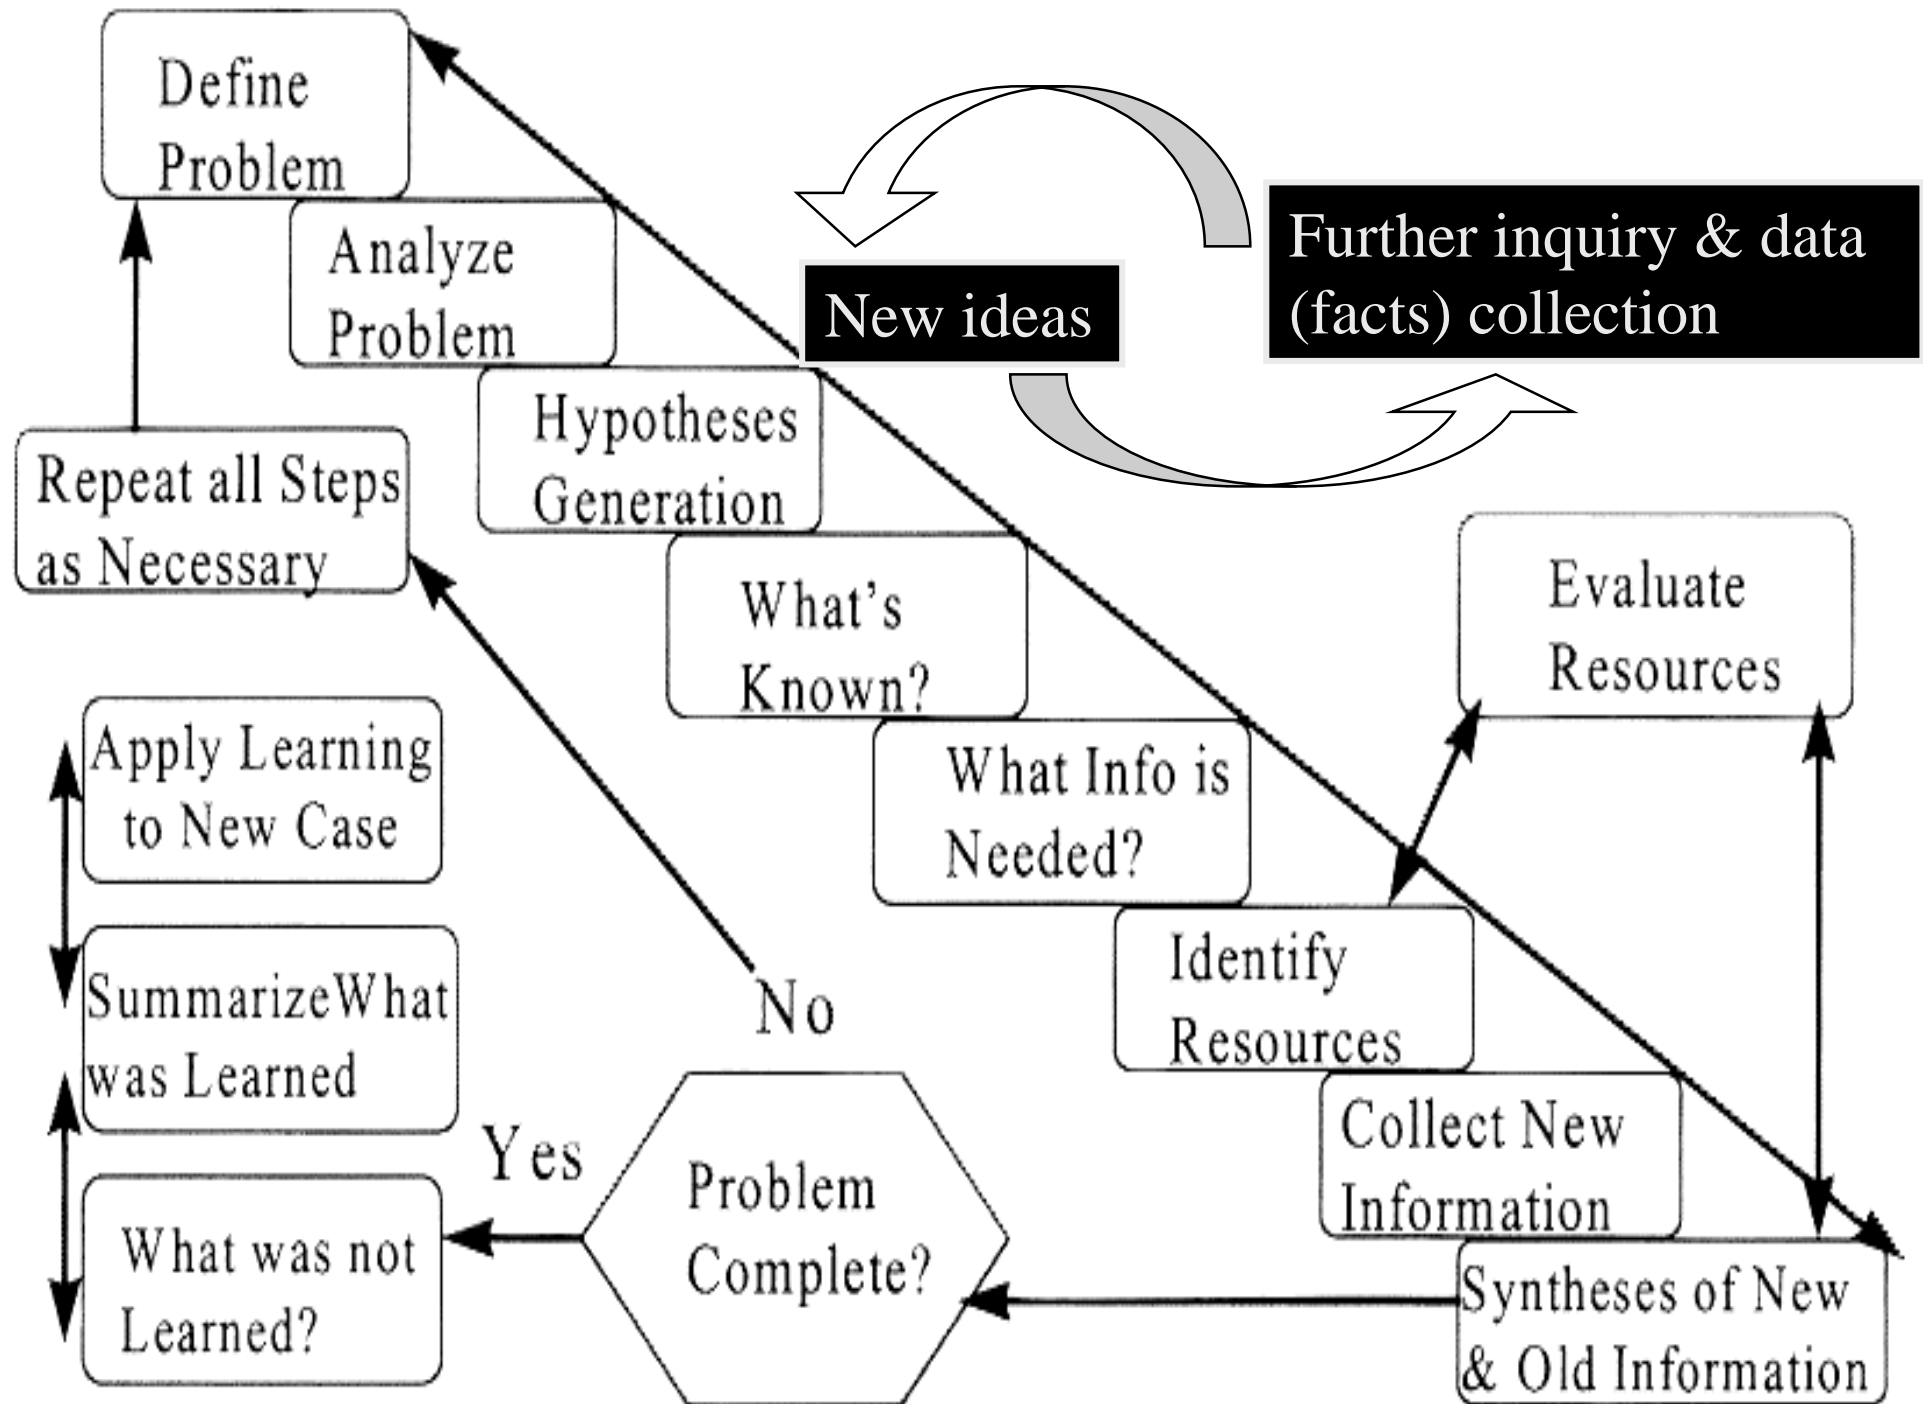 Define
Problem
Analyze
Problem
Further inquiry & data
(facts) collection
New ideas
Hypotheses
Generation
Repeat all Steps
as Necessary
What's
Known?
Evaluate
Resources
What Info is
Needed?
Apply Learning
to New Case
Identify
Resources
SummarizeWhat
was Learned
No
Collect New
Information
Yes
Problem
Complete?
What was not
Learned?
Syntheses of New
& Old Information